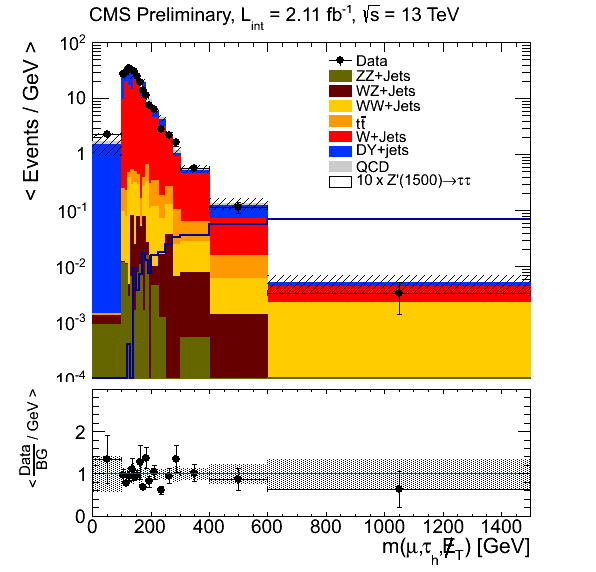 CMS Preliminary, L_int = 2.11 fb⁻¹, √s = 13 TeV
< Events / GeV >
10²
10
1
10⁻¹
10⁻²
10⁻³
10⁻⁴
Data
ZZ+Jets
WZ+Jets
WW+Jets
tt̅
W+Jets
DY+jets
QCD
10 x Z'(1500)→ττ
< Data/BG / GeV >
2
1
0
0 200 400 600 800 1000 1200 1400
m(μ,τ_h,E̸_T) [GeV]